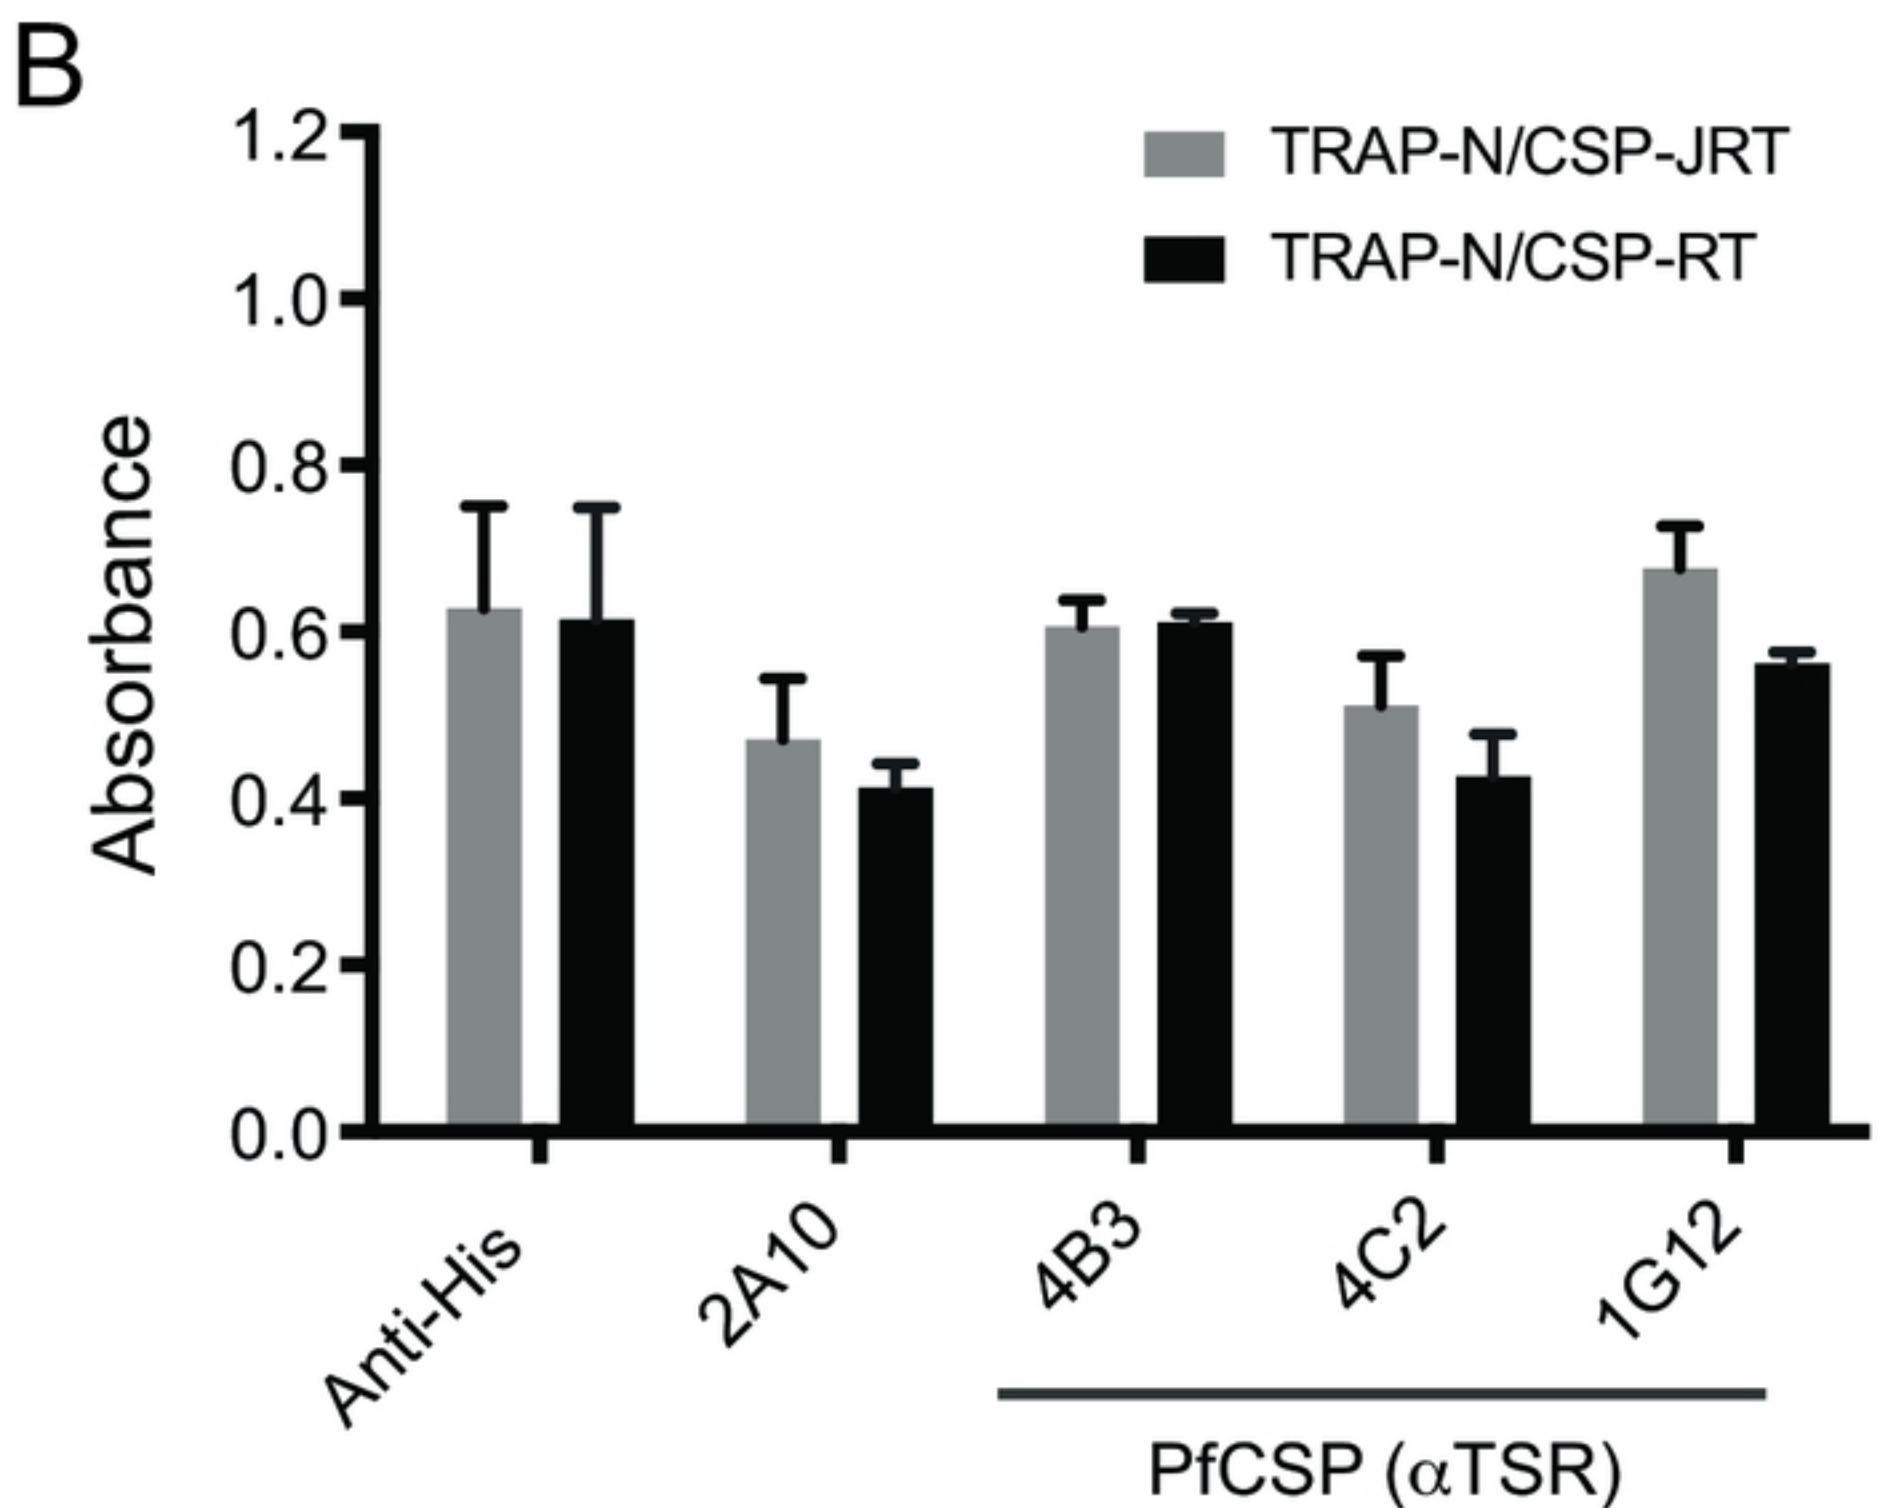 B
1.2
1.0
0.8
0.6
0.4
0.2
0.0
Absorbance
TRAP-N/CSP-JRT
TRAP-N/CSP-RT
Anti-His
2A10
4B3
4C2
1G12
PfCSP (αTSR)